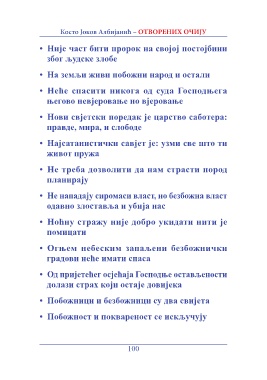 Косто Јоков Албијанић – ОТВОРЕНИХ ОЧИЈУ
• Није част бити пророк на својој постојбини
због људске злобе
• На земљи живи побожни народ и остали
• Неће спасити никога од суда Господњега
његово невјеровање но вјеровање
• Нови свјетски поредак је царство саботера:
правде, мира, и слободе
• Најсатанистички савјет је: узми све што ти
живот пружа
• Не треба дозволити да нам страсти пород
планирају
• Не нападају сиромаси власт, но безбожна власт
одавно злоставља и убија нас
• Ноћну стражу није добро укидати нити је
помицати
• Огњем небеским запаљени безбожнички
градови неће имати спаса
• Од пријетећег осјећаја Господње остављености
долази страх који остаје довијека
• Побожници и безбожници су два свијета
• Побожност и поквареност се искључују
100